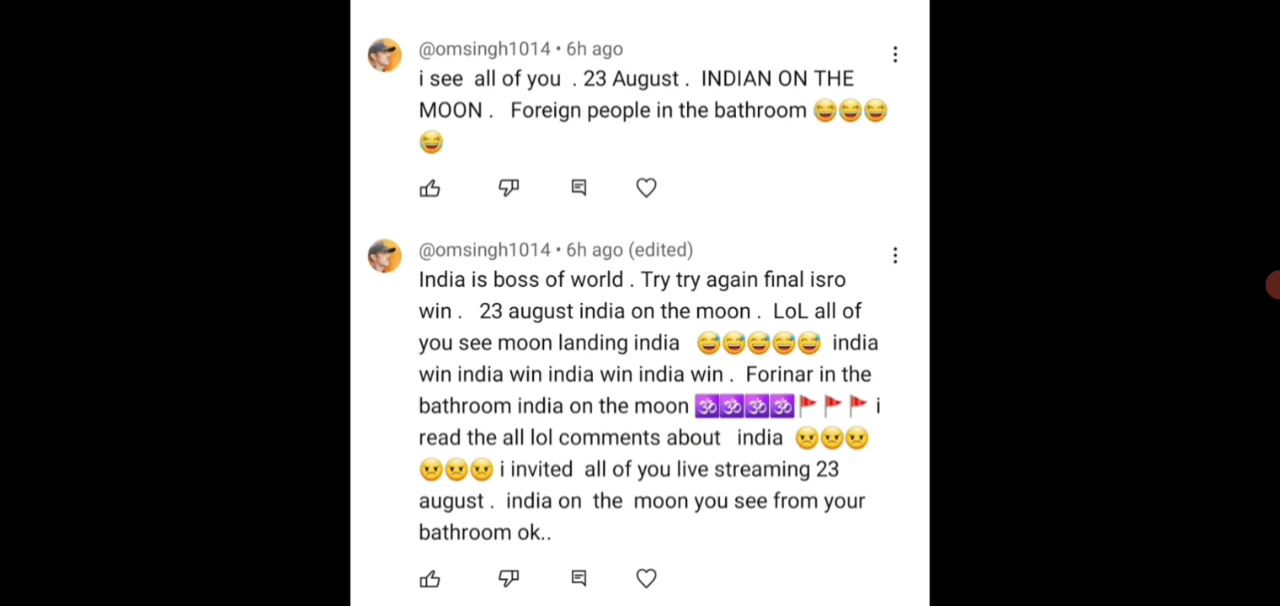 @omsingh1014 • 6h ago
i see all of you . 23 August . INDIAN ON THE
MOON . Foreign people in the bathroom 😂😂😂
😂
@omsingh1014 • 6h ago (edited)
India is boss of world . Try try again final isro
win . 23 august india on the moon . LoL all of
you see moon landing india 😅😅😅😅😅 india
win india win india win india win . Forinar in the
bathroom india on the moon 🕉🕉🕉🕉🚩🚩🚩 i
read the all lol comments about india 😠😠😠
😠😠😠 i invited all of you live streaming 23
august . india on the moon you see from your
bathroom ok..